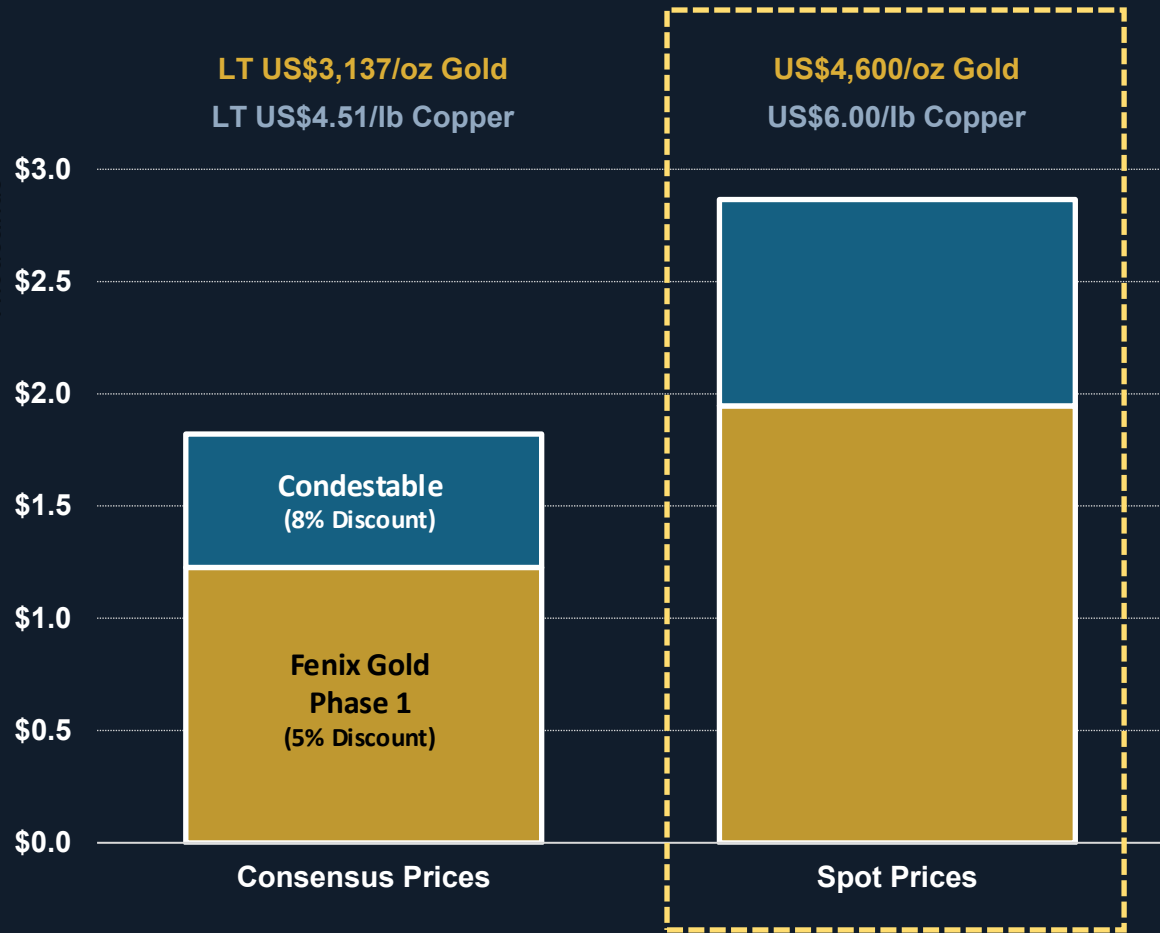 LT US$3,137/oz Gold
LT US$4.51/lb Copper
US$4,600/oz Gold
US$6.00/lb Copper
$3.0
$2.5
$2.0
$1.5
$1.0
$0.5
$0.0
Condestable
(8% Discount)
Fenix Gold
Phase 1
(5% Discount)
Consensus Prices
Spot Prices